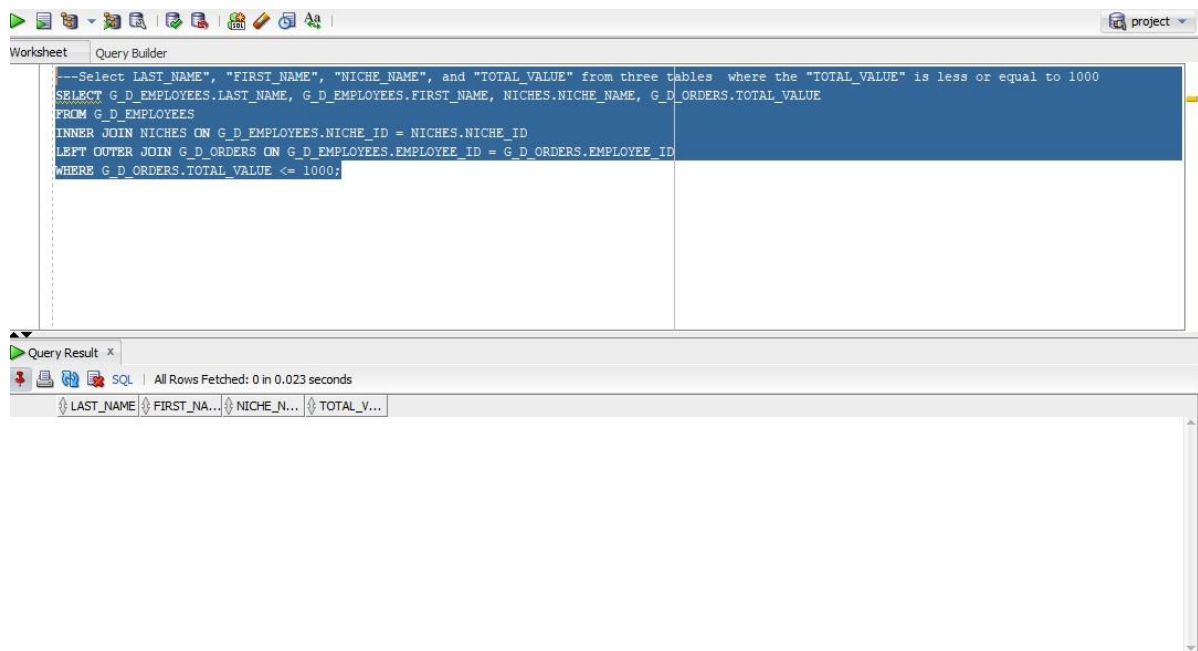 project
Worksheet Query Builder
---Select LAST_NAME", "FIRST_NAME", "NICHE_NAME", and "TOTAL_VALUE" from three tables  where the "TOTAL_VALUE" is less or equal to 1000
SELECT G_D_EMPLOYEES.LAST_NAME, G_D_EMPLOYEES.FIRST_NAME, NICHES.NICHE_NAME, G_D_ORDERS.TOTAL_VALUE
FROM G_D_EMPLOYEES
INNER JOIN NICHES ON G_D_EMPLOYEES.NICHE_ID = NICHES.NICHE_ID
LEFT OUTER JOIN G_D_ORDERS ON G_D_EMPLOYEES.EMPLOYEE_ID = G_D_ORDERS.EMPLOYEE_ID
WHERE G_D_ORDERS.TOTAL_VALUE <= 1000;
Query Result x
SQL | All Rows Fetched: 0 in 0.023 seconds
LAST_NAME FIRST_NA... NICHE_N... TOTAL_V...